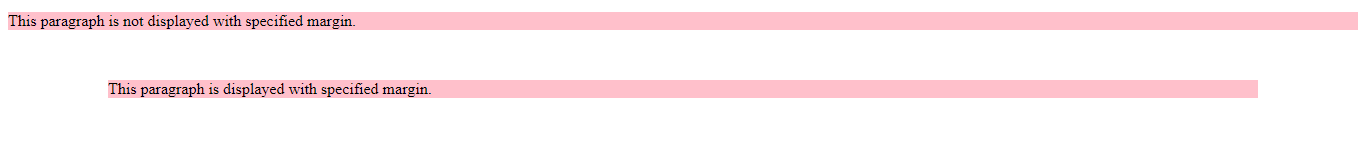 This paragraph is not displayed with specified margin.
This paragraph is displayed with specified margin.